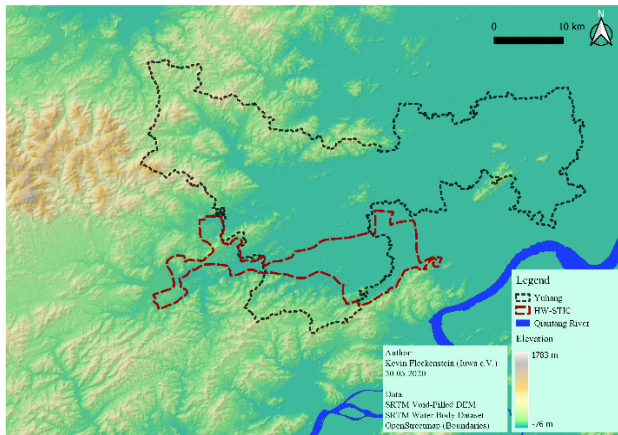 N
0 10 km
Legend
Yuhang
HW-STIC
Qiantang River
Elevation
1783 m
-76 m
Author:
Kevin Fleckenstein (Iuwa e.V.)
30.05.2020
Data:
SRTM Void-Filled DEM
SRTM Water Body Dataset
OpenStreetmap (Boundaries)